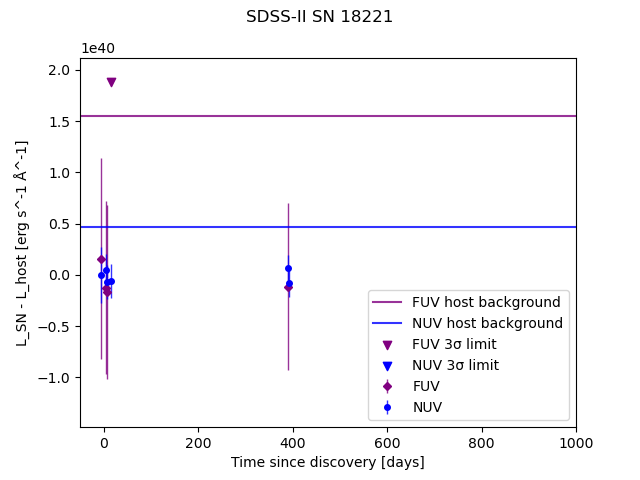 SDSS-II SN 18221
1e40
2.0
1.5
1.0
0.5
0.0
−0.5
−1.0
L_SN - L_host [erg s^-1 Å^-1]
FUV host background
NUV host background
FUV 3σ limit
NUV 3σ limit
FUV
NUV
0 200 400 600 800 1000
Time since discovery [days]